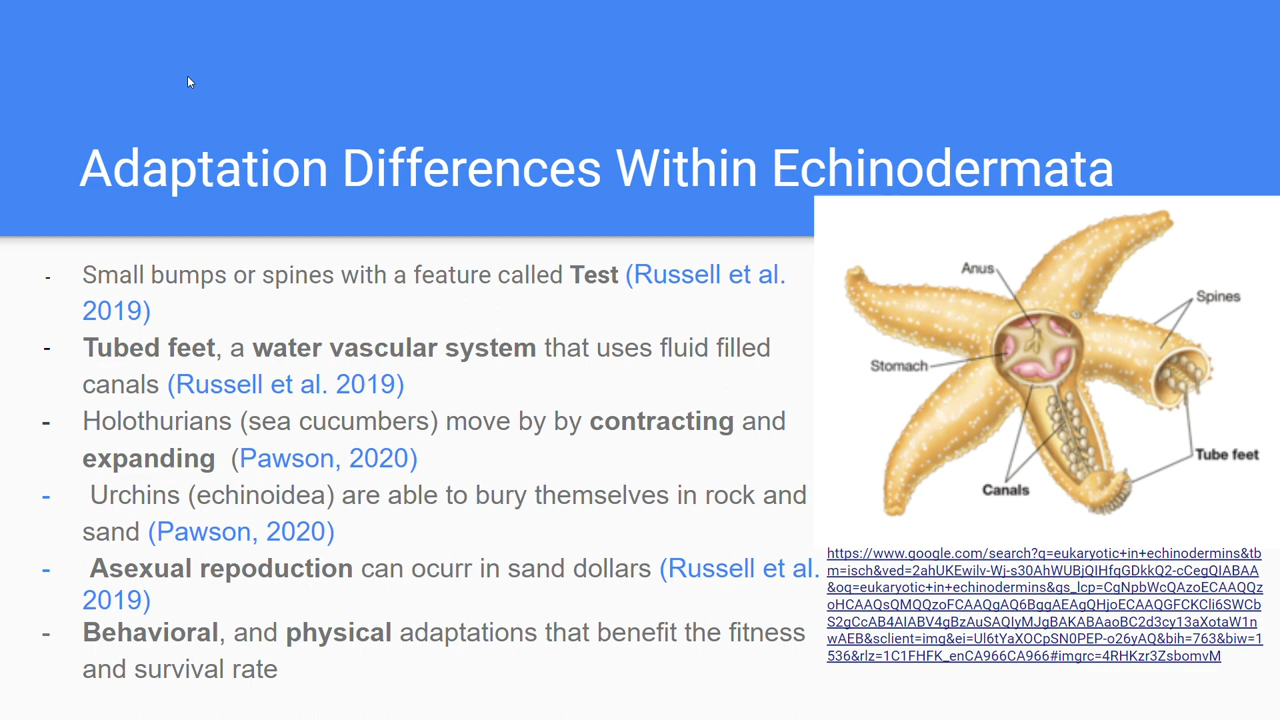 Adaptation Differences Within Echinodermata
- Small bumps or spines with a feature called Test (Russell et al.
2019)
- Tubed feet, a water vascular system that uses fluid filled
canals (Russell et al. 2019)
- Holothurians (sea cucumbers) move by by contracting and
expanding (Pawson, 2020)
- Urchins (echinoidea) are able to bury themselves in rock and
sand (Pawson, 2020)
- Asexual repoduction can ocurr in sand dollars (Russell et al.
2019)
- Behavioral, and physical adaptations that benefit the fitness
and survival rate
Anus
Spines
Stomach
Tube feet
Canals
https://www.google.com/search?q=eukaryotic+in+echinodermins&tb
m=isch&ved=2ahUKEwilv-Wj-s30AhWUBjQIHfqGDkkQ2-cCegQIABAA
&oq=eukaryotic+in+echinodermins&gs_lcp=CgNpbWcQAzoECAAQQz
oHCAAQsQMQQzoFCAAQgAQ6BggAEAgQHjoECAAQGFCKCli6SWCb
S2gCcAB4AIABV4gBzAuSAQIyMJgBAKABAaoBC2d3cy13aXotaW1n
wAEB&sclient=img&ei=Ul6tYaXOCpSN0PEP-o26yAQ&bih=763&biw=1
536&rlz=1C1FHFK_enCA966CA966#imgrc=4RHKzr3ZsbomvM